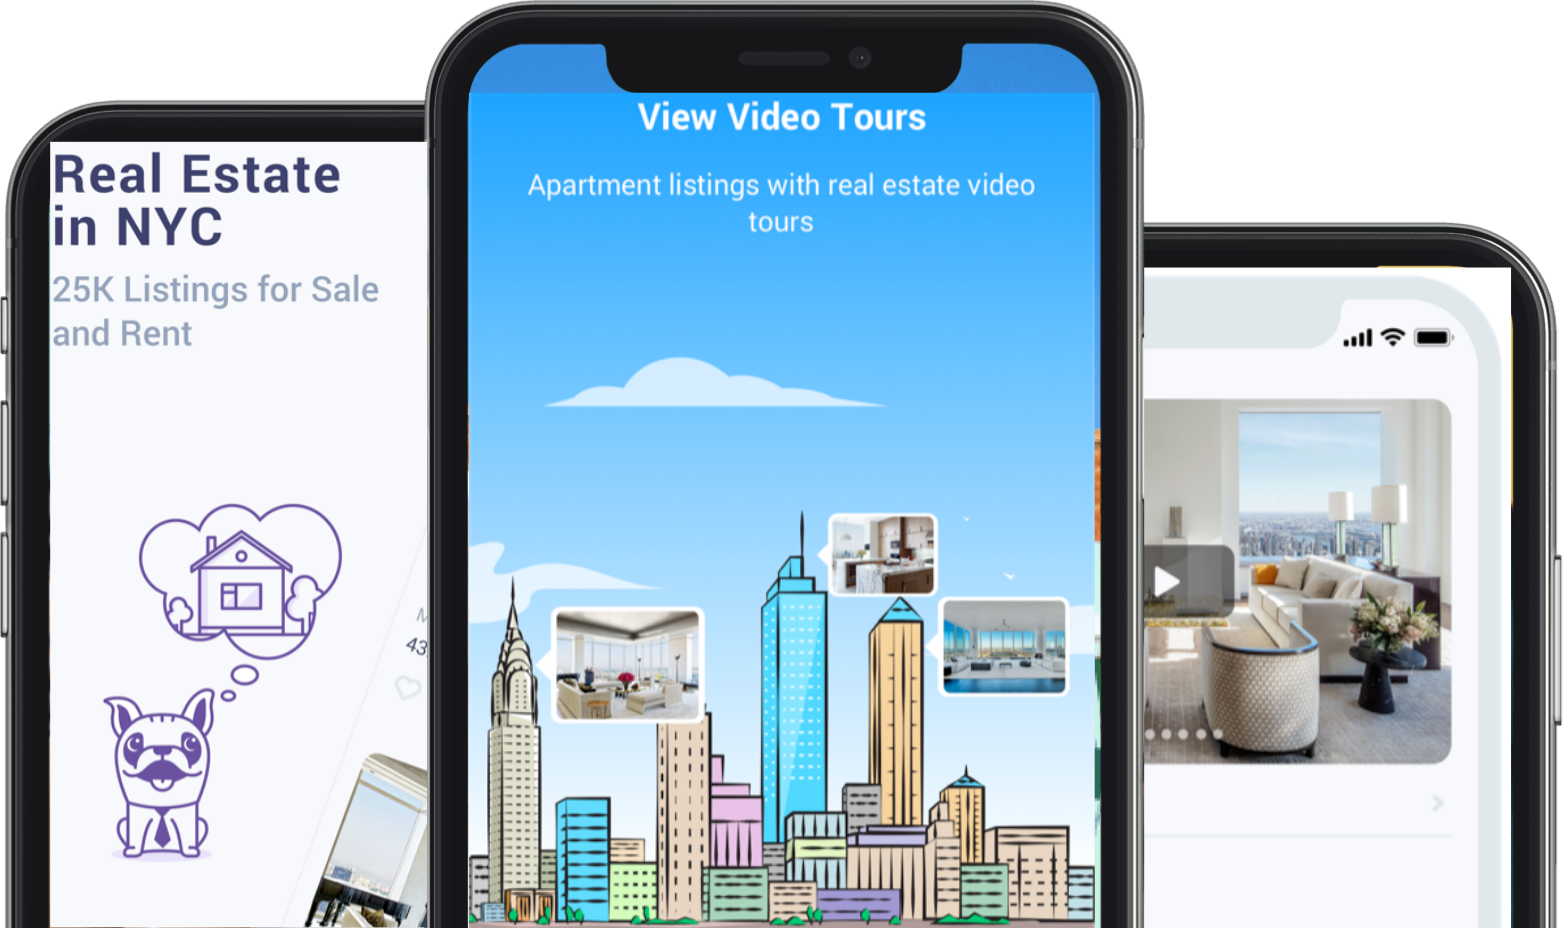 Real Estate
in NYC
25K Listings for Sale
and Rent
43
View Video Tours
Apartment listings with real estate video
tours